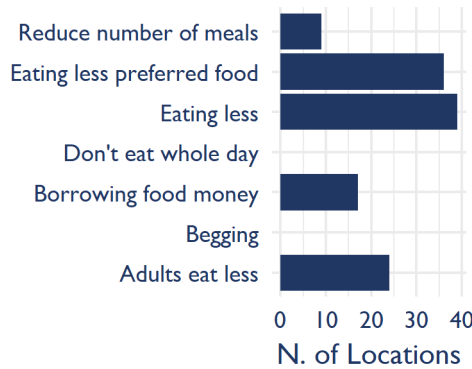 Reduce number of meals
Eating less preferred food
Eating less
Don't eat whole day
Borrowing food money
Begging
Adults eat less
0 10 20 30 40
N. of Locations